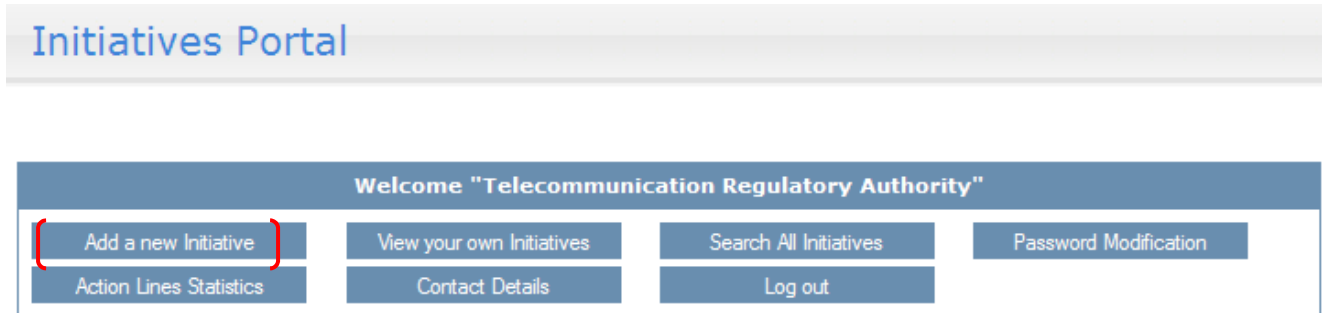 Initiatives Portal
Welcome "Telecommunication Regulatory Authority"
Add a new Initiative View your own Initiatives Search All Initiatives Password Modification
Action Lines Statistics Contact Details Log out